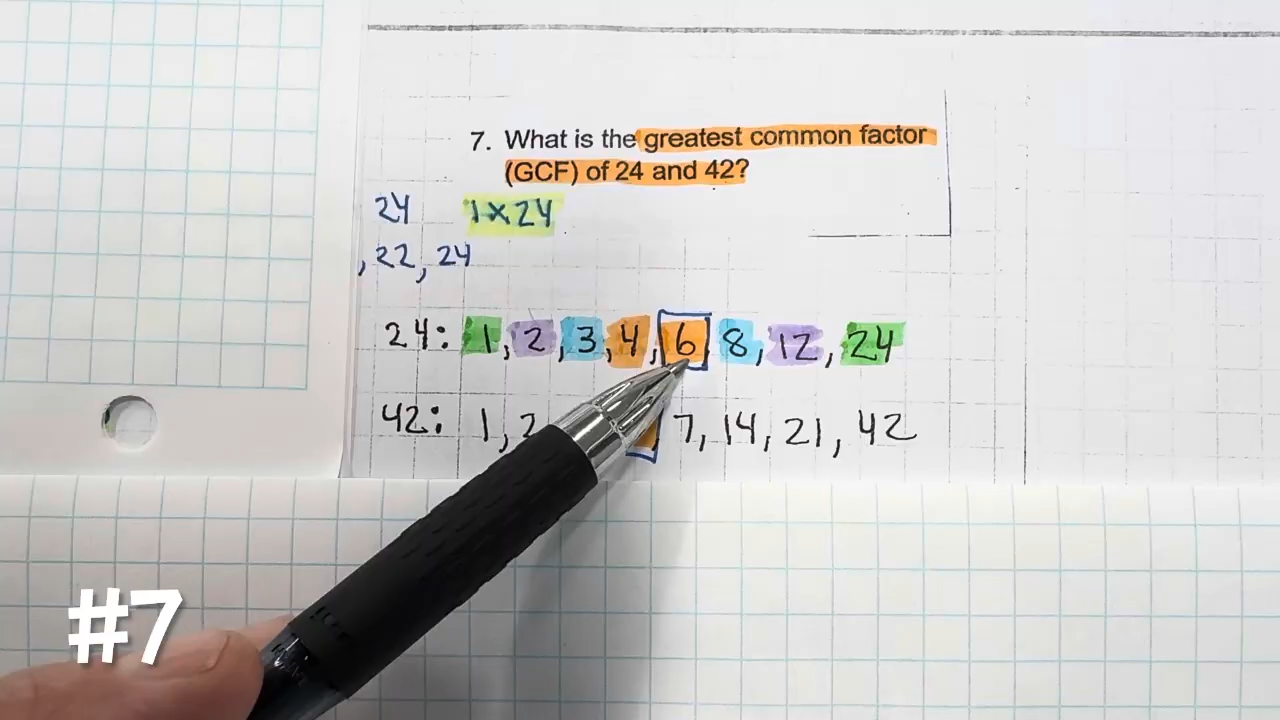 7. What is the greatest common factor
(GCF) of 24 and 42?
24 1×24
, 22, 24
24: 1, 2, 3, 4, 6, 8, 12, 24
42: 1, 2 7, 14, 21, 42
#7